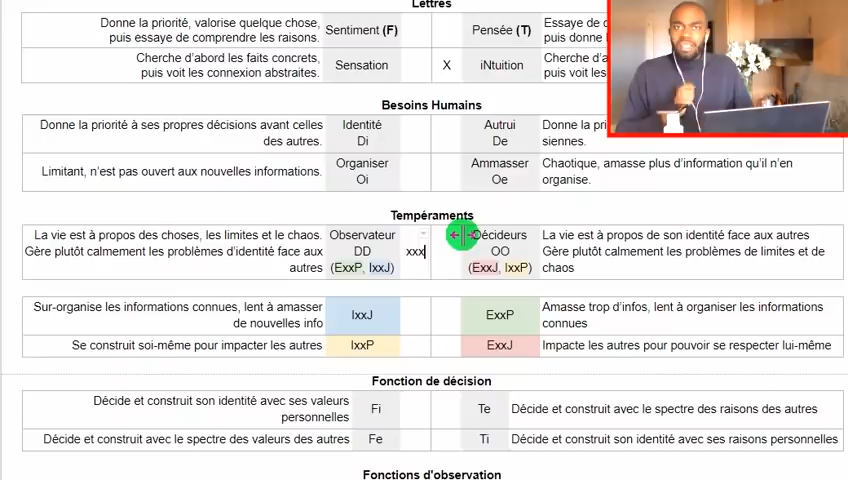 Lettres
Donne la priorité, valorise quelque chose,
puis essaye de comprendre les raisons.
Sentiment (F)
Pensée (T)
Essaye de
puis donne
Cherche d'abord les faits concrets,
puis voit les connexion abstraites.
Sensation
X
iNtuition
Cherche d'a
puis voit les
Besoins Humains
Donne la priorité à ses propres décisions avant celles
des autres.
Identité
Di
Autrui
De
Donne la pri
siennes.
Limitant, n'est pas ouvert aux nouvelles informations.
Organiser
Oi
Ammasser
Oe
Chaotique, amasse plus d'information qu'il n'en
organise.
Tempéraments
La vie est à propos des choses, les limites et le chaos.
Gère plutôt calmement les problèmes d'identité face aux
autres
Observateur
DD
(ExxP, IxxJ)
xxx
Décideurs
OO
(ExxJ, IxxP)
La vie est à propos de son identité face aux autres
Gère plutôt calmement les problèmes de limites et de
chaos
Sur-organise les informations connues, lent à amasser
de nouvelles info
IxxJ
ExxP
Amasse trop d'infos, lent à organiser les informations
connues
Se construit soi-même pour impacter les autres
IxxP
ExxJ
Impacte les autres pour pouvoir se respecter lui-même
Fonction de décision
Décide et construit son identité avec ses valeurs
personnelles
Fi
Te
Décide et construit avec le spectre des raisons des autres
Décide et construit avec le spectre des valeurs des autres
Fe
Ti
Décide et construit son identité avec ses raisons personnelles
Fonctions d'observation